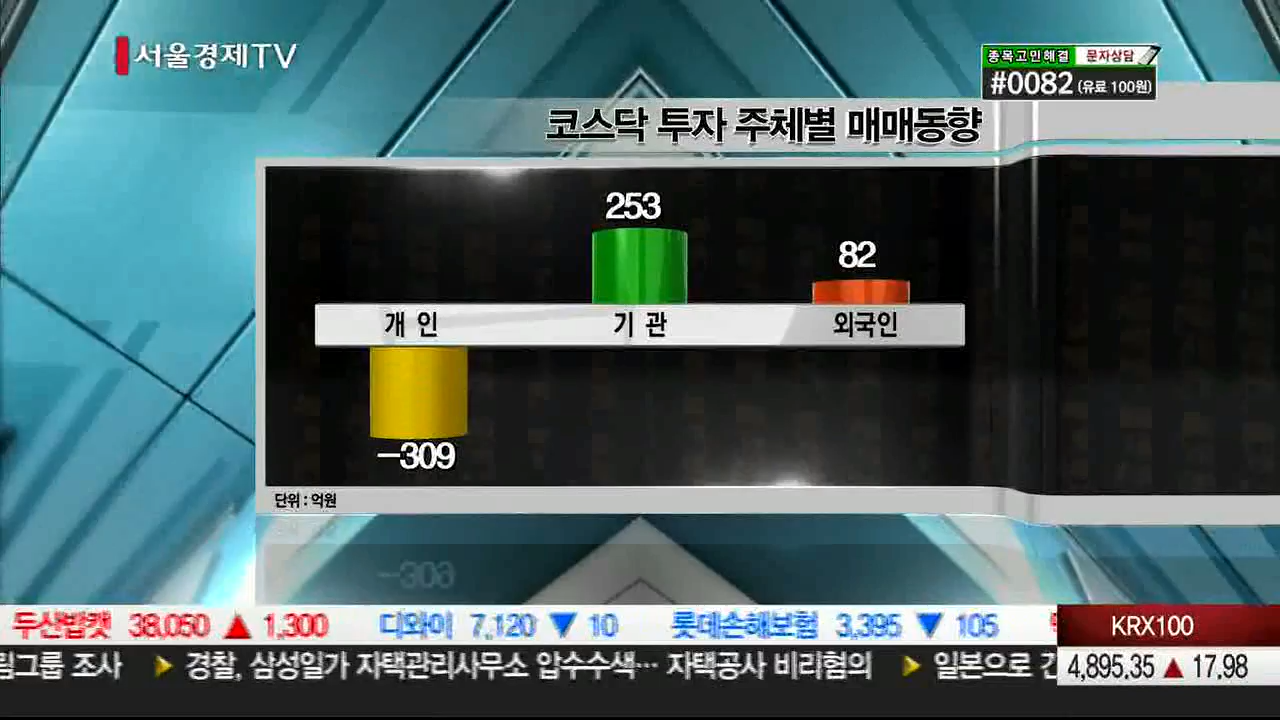 서울경제TV
종목고민해결 문자상담
#0082 (유료 100원)
코스닥 투자 주체별 매매동향
253
82
개 인 기 관 외국인
-309
단위 : 억원
두산밥캣 38,050 ▲ 1,300 디와이 7,120 ▼ 10 롯데손해보험 3,395 ▼ 105
KRX100
림그룹 조사 ▶ 경찰, 삼성일가 자택관리사무소 압수수색… 자택공사 비리혐의 ▶ 일본으로
4,895.35 ▲ 17.98